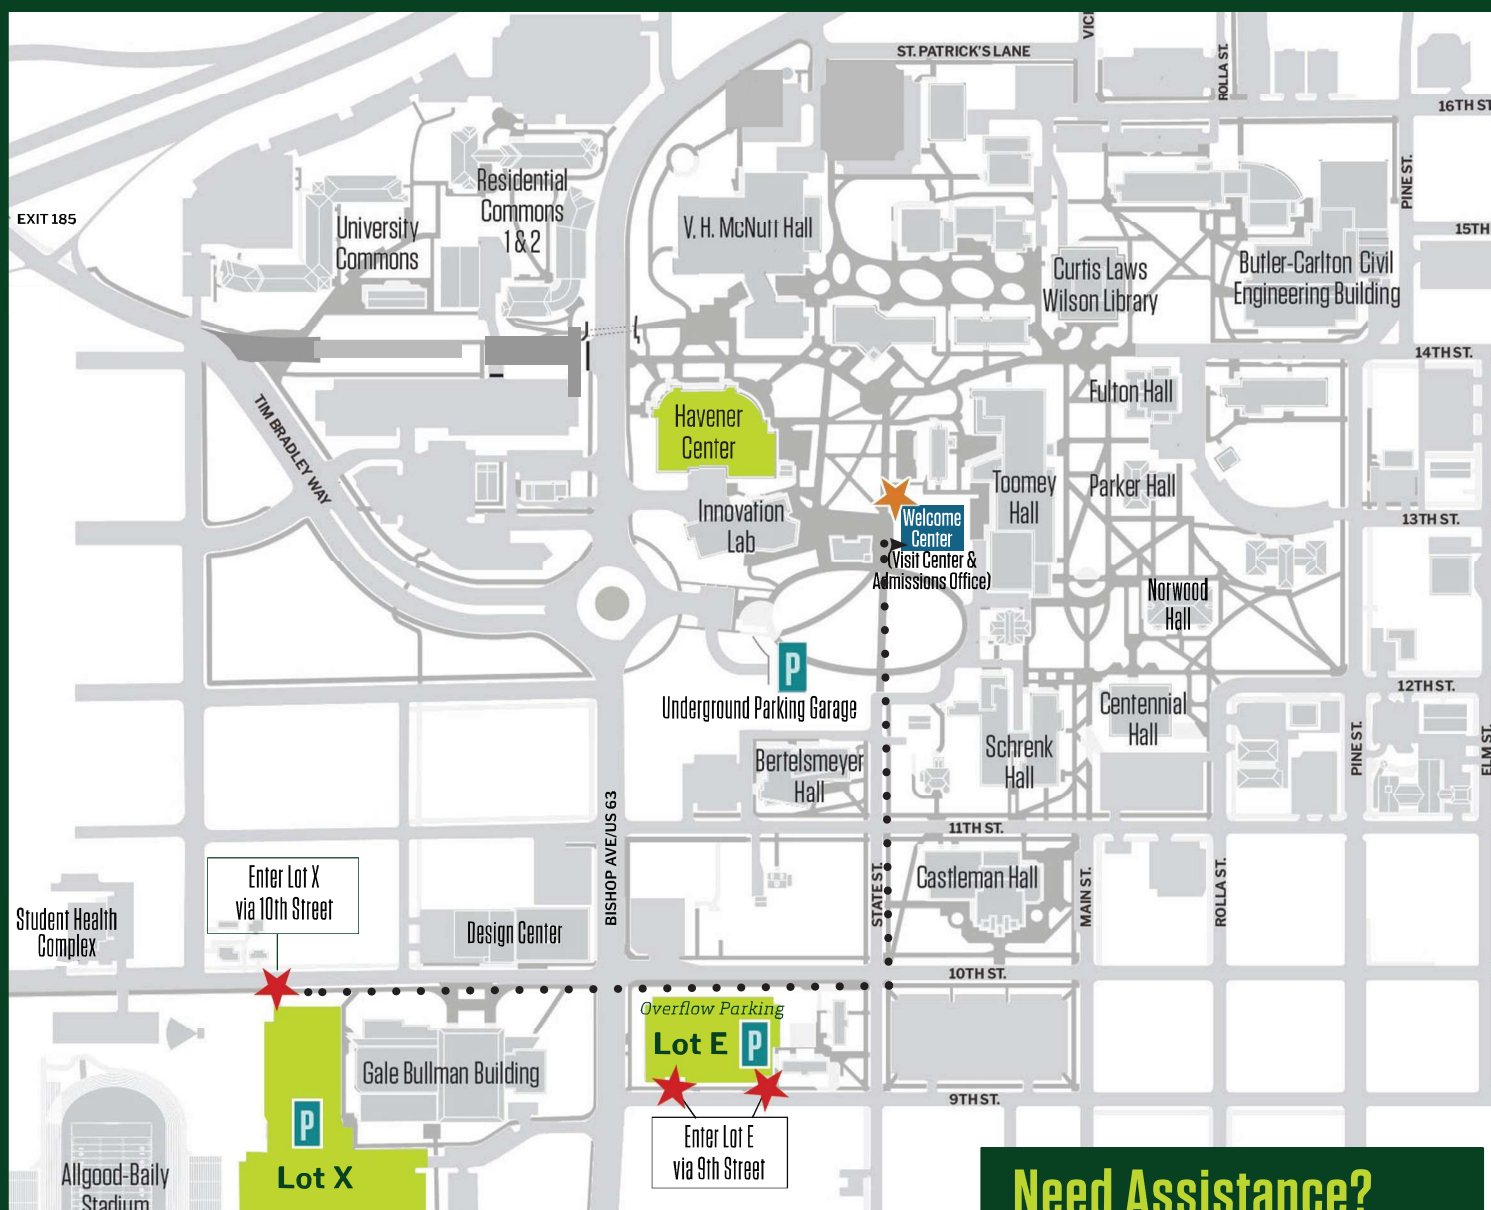 VICI
ST. PATRICK'S LANE
ROLLA ST.
16TH ST
Residential
Commons
1 & 2
PINE ST.
EXIT 185
University
Commons
V. H. McNutt Hall
15TH
Curtis Laws
Wilson Library
Butler-Carlton Civil
Engineering Building
14TH ST.
Fulton Hall
TIM BRADLEY WAY
Havener
Center
Toomey
Hall
Parker Hall
Innovation
Lab
Welcome
Center
(Visit Center &
Admissions Office)
13TH ST.
Norwood
Hall
P
Underground Parking Garage
12TH ST.
Centennial
Hall
Schrenk
Hall
Bertelsmeyer
Hall
PINE ST.
ELM ST.
BISHOP AVE/US 63
11TH ST.
Enter Lot X
via 10th Street
STATE ST.
Castleman Hall
MAIN ST.
ROLLA ST.
Student Health
Complex
Design Center
10TH ST.
Overflow Parking
Lot E
P
Gale Bullman Building
9TH ST.
P
Enter Lot E
via 9th Street
Lot X
Allgood-Baily
Stadium
Need Assistance?